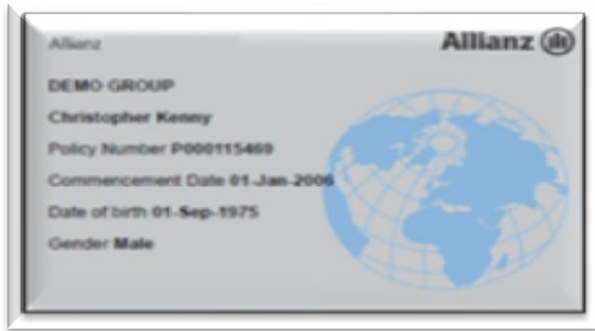 Allianz
Allianz
DEMO GROUP
Christopher Kenny
Policy Number P000115469
Commencement Date 01-Jan-2006
Date of birth 01-Sep-1975
Gender Male